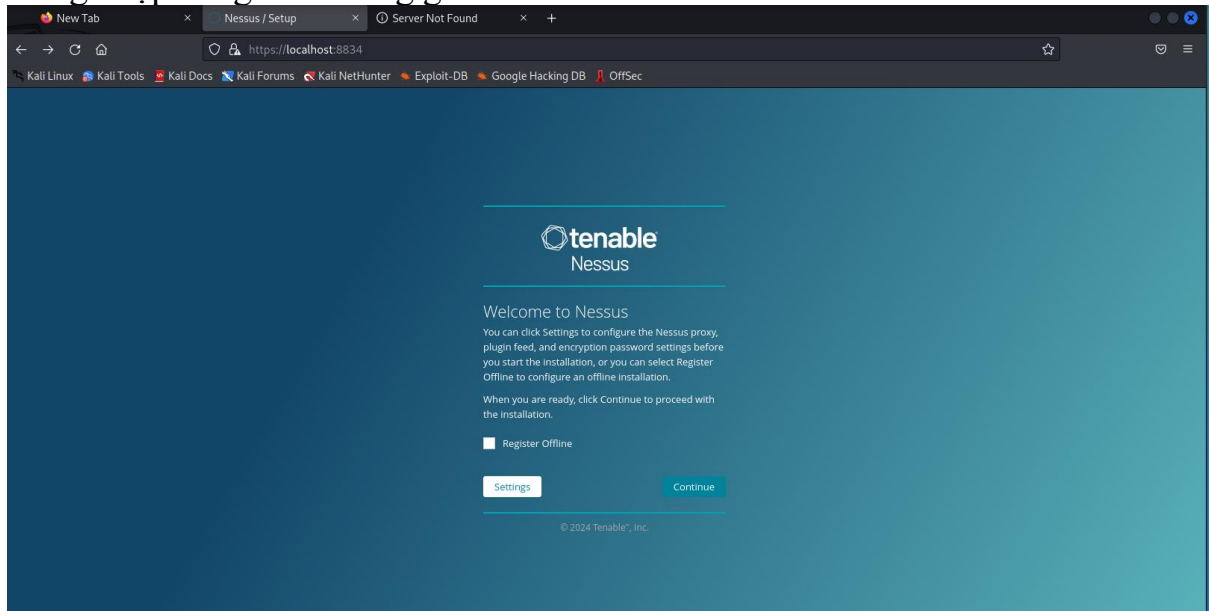 New Tab
Nessus / Setup
Server Not Found
https://localhost:8834
Kali Linux Kali Tools Kali Docs Kali Forums Kali NetHunter Exploit-DB Google Hacking DB OffSec
tenable
Nessus
Welcome to Nessus
You can click Settings to configure the Nessus proxy,
plugin feed, and encryption password settings before
you start the installation, or you can select Register
Offline to configure an offline installation.
When you are ready, click Continue to proceed with
the installation.
Register Offline
Settings
Continue
© 2024 Tenable™, Inc.